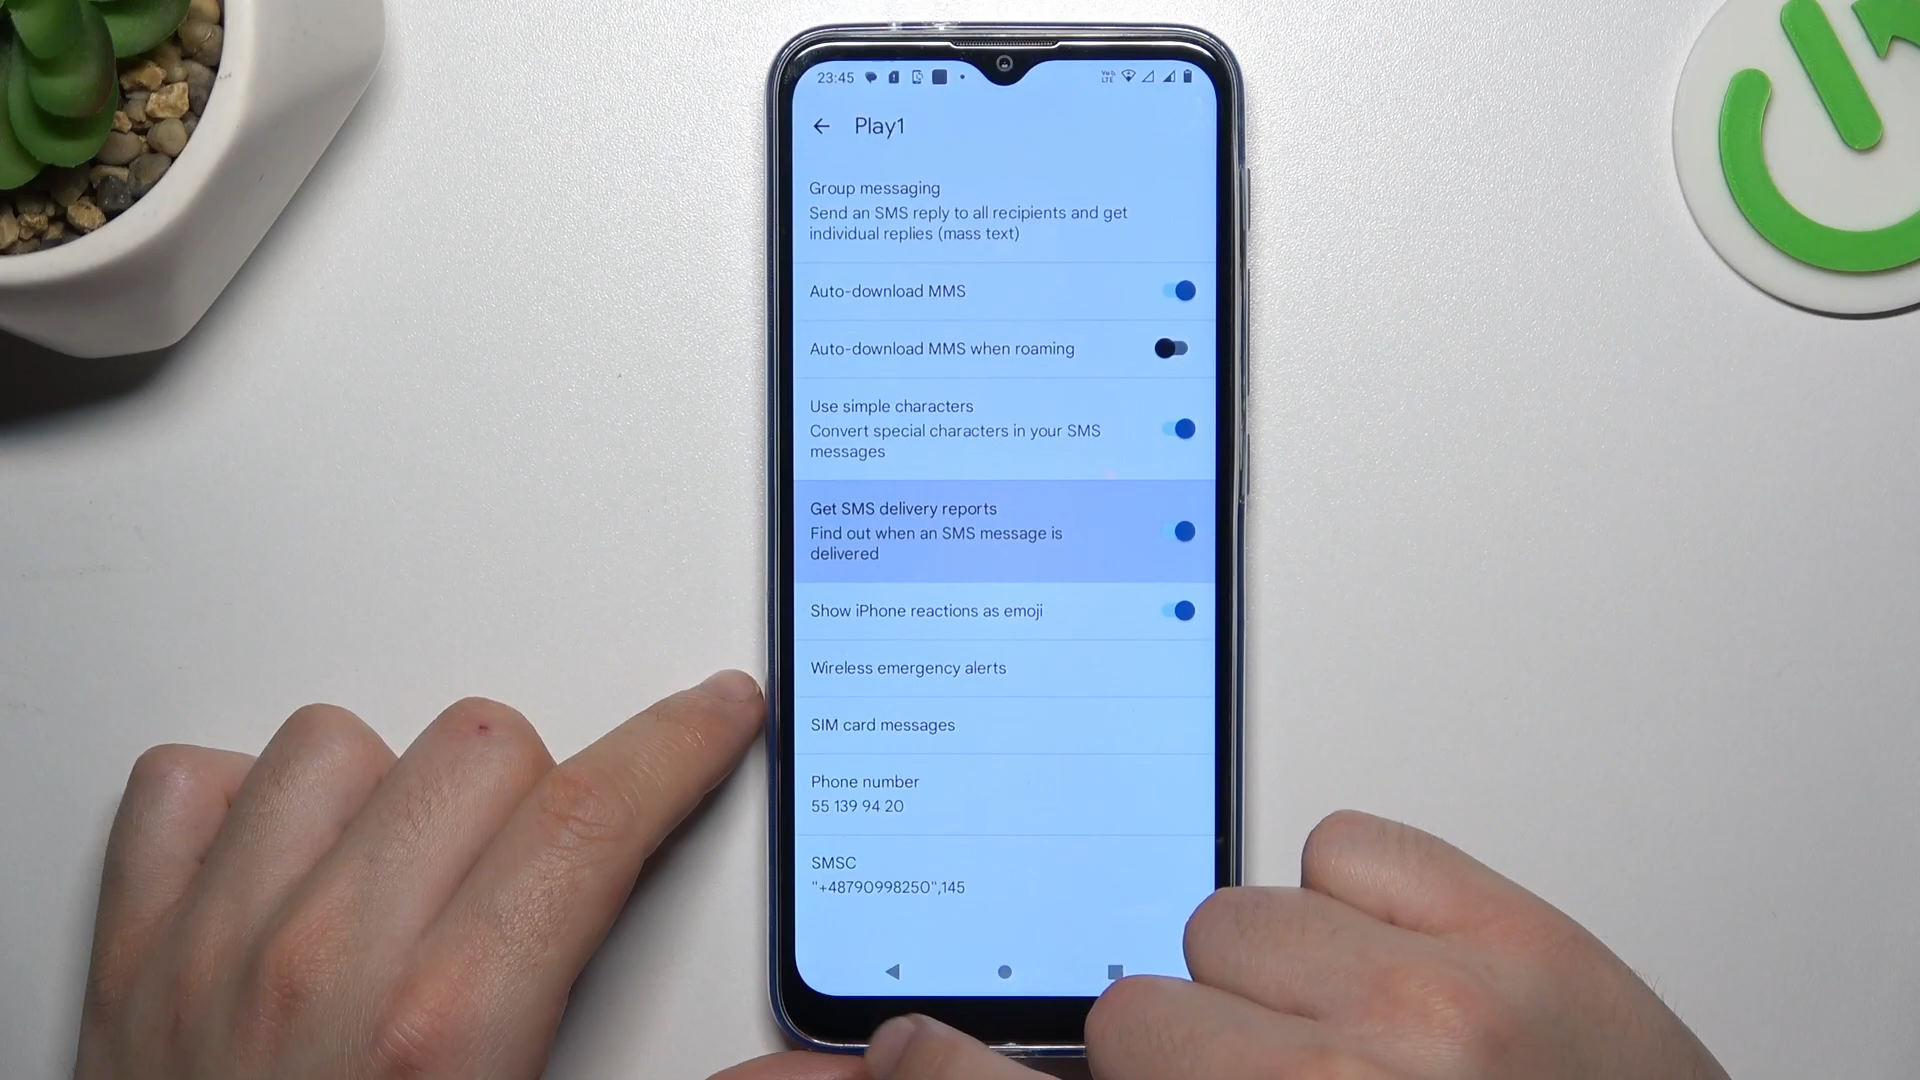 23:45
Vo
LTE
Play1
Group messaging
Send an SMS reply to all recipients and get
individual replies (mass text)
Auto-download MMS
Auto-download MMS when roaming
Use simple characters
Convert special characters in your SMS
messages
Get SMS delivery reports
Find out when an SMS message is
delivered
Show iPhone reactions as emoji
Wireless emergency alerts
SIM card messages
Phone number
55 139 94 20
SMSC
"+48790998250",145